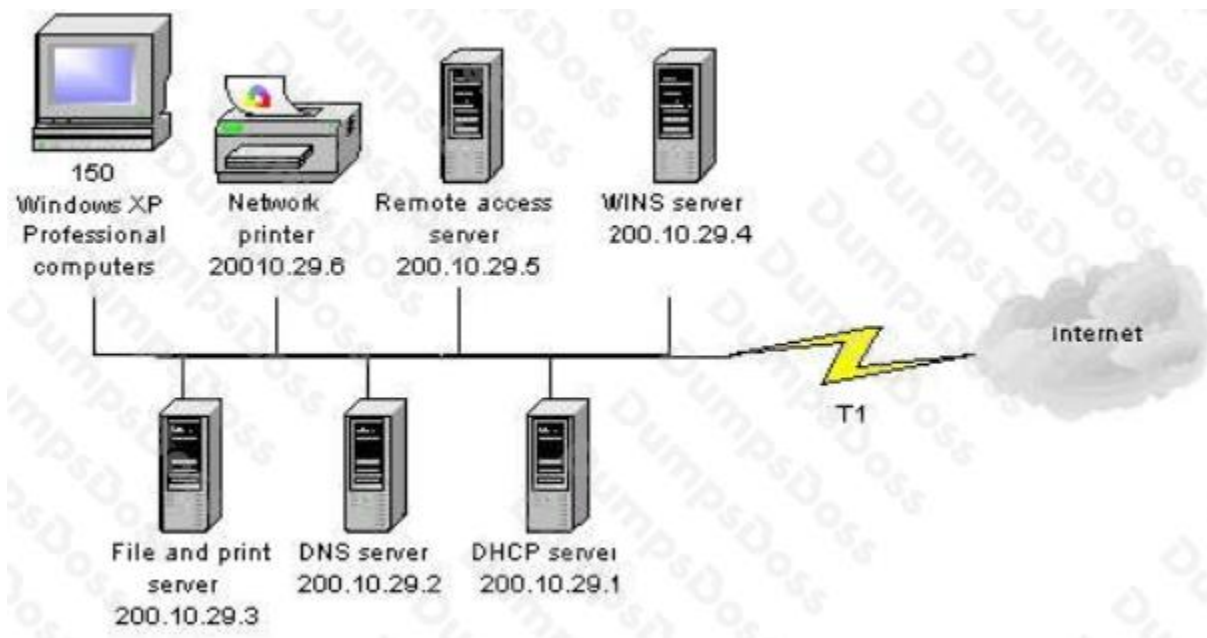 150
Windows XP
Professional
computers
Network
printer
20010.29.6
Remote access
server
200.10.29.5
WINS server
200.10.29.4
Internet
T1
File and print
server
200.10.29.3
DNS server
200.10.29.2
DHCP server
200.10.29.1
DumpsDoss